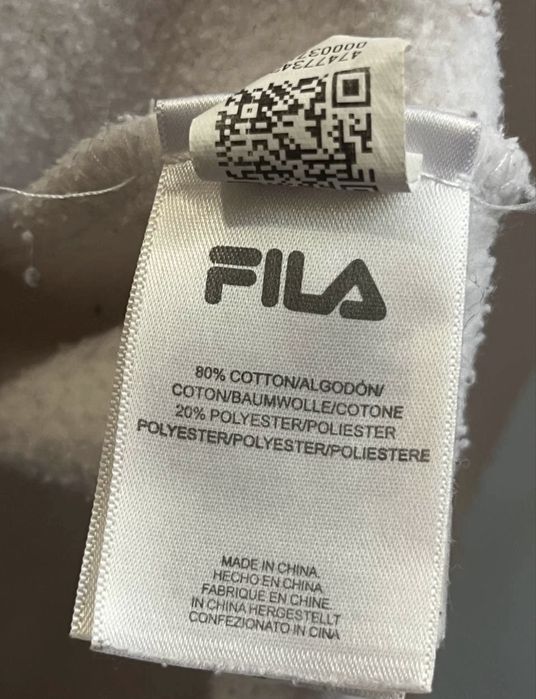 FILA
80% COTTON/ALGODÓN/
COTON/BAUMWOLLE/COTONE
20% POLYESTER/POLIESTER
POLYESTER/POLYESTER/POLIESTERE
MADE IN CHINA.
HECHO EN CHINA
FABRIQUE EN CHINE
IN CHINA HERGESTELLT
CONFEZIONATO IN CINA